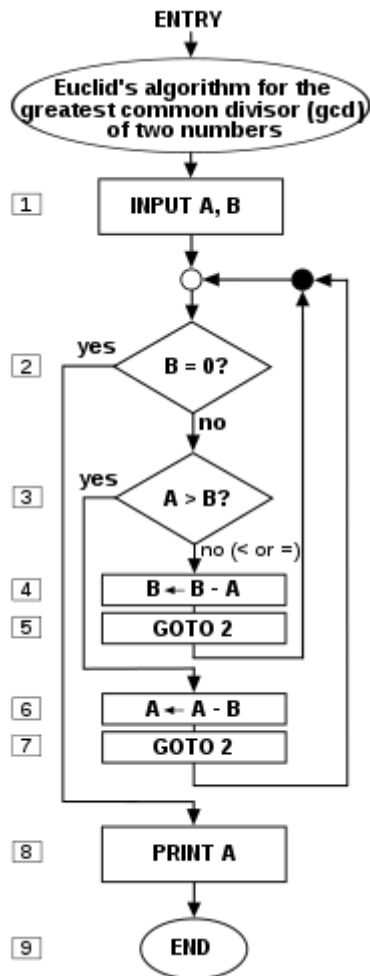 ENTRY
Euclid's algorithm for the
greatest common divisor (gcd)
of two numbers
1
INPUT A, B
yes
2
B = 0?
no
yes
3
A > B?
no (< or =)
4
B ← B - A
5
GOTO 2
6
A ← A - B
7
GOTO 2
8
PRINT A
9
END